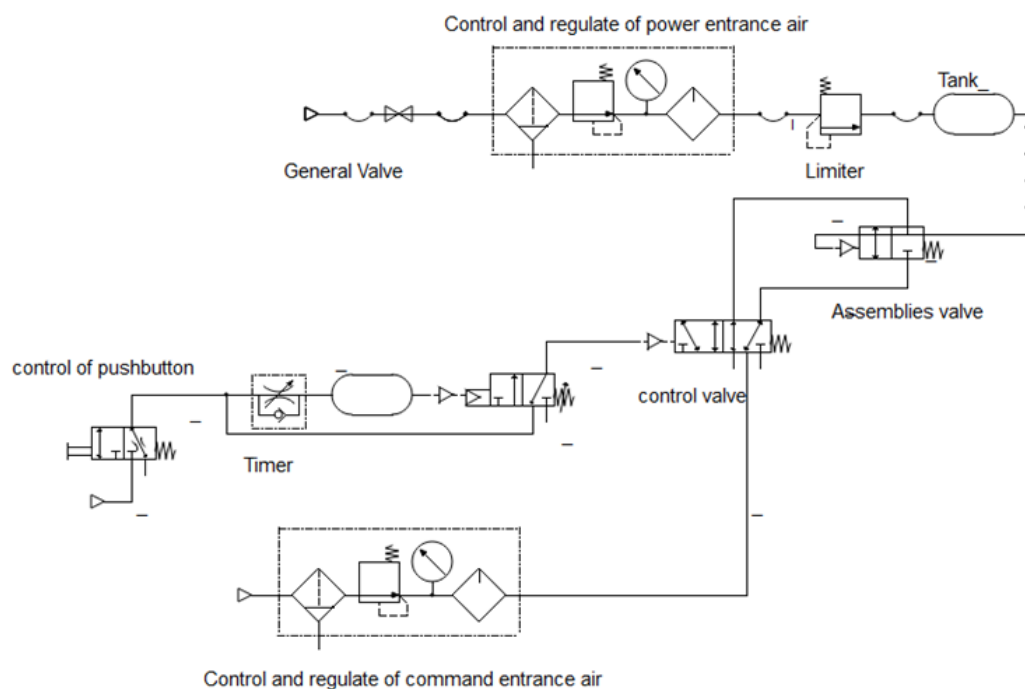 Control and regulate of power entrance air
Tank_
General Valve
Limiter
Assemblies valve
control of pushbutton
control valve
Timer
Control and regulate of command entrance air